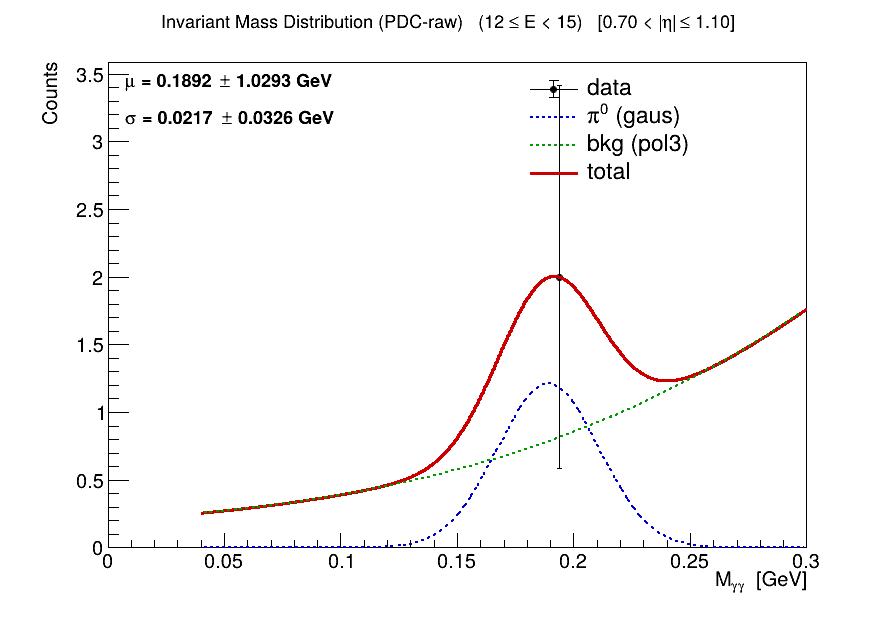 Invariant Mass Distribution (PDC-raw) (12 ≤ E < 15) [0.70 < |η| ≤ 1.10]
Counts
μ = 0.1892 ± 1.0293 GeV
σ = 0.0217 ± 0.0326 GeV
data
π⁰ (gaus)
bkg (pol3)
total
3.5
3
2.5
2
1.5
1
0.5
0
0 0.05 0.1 0.15 0.2 0.25 0.3
M_γγ [GeV]